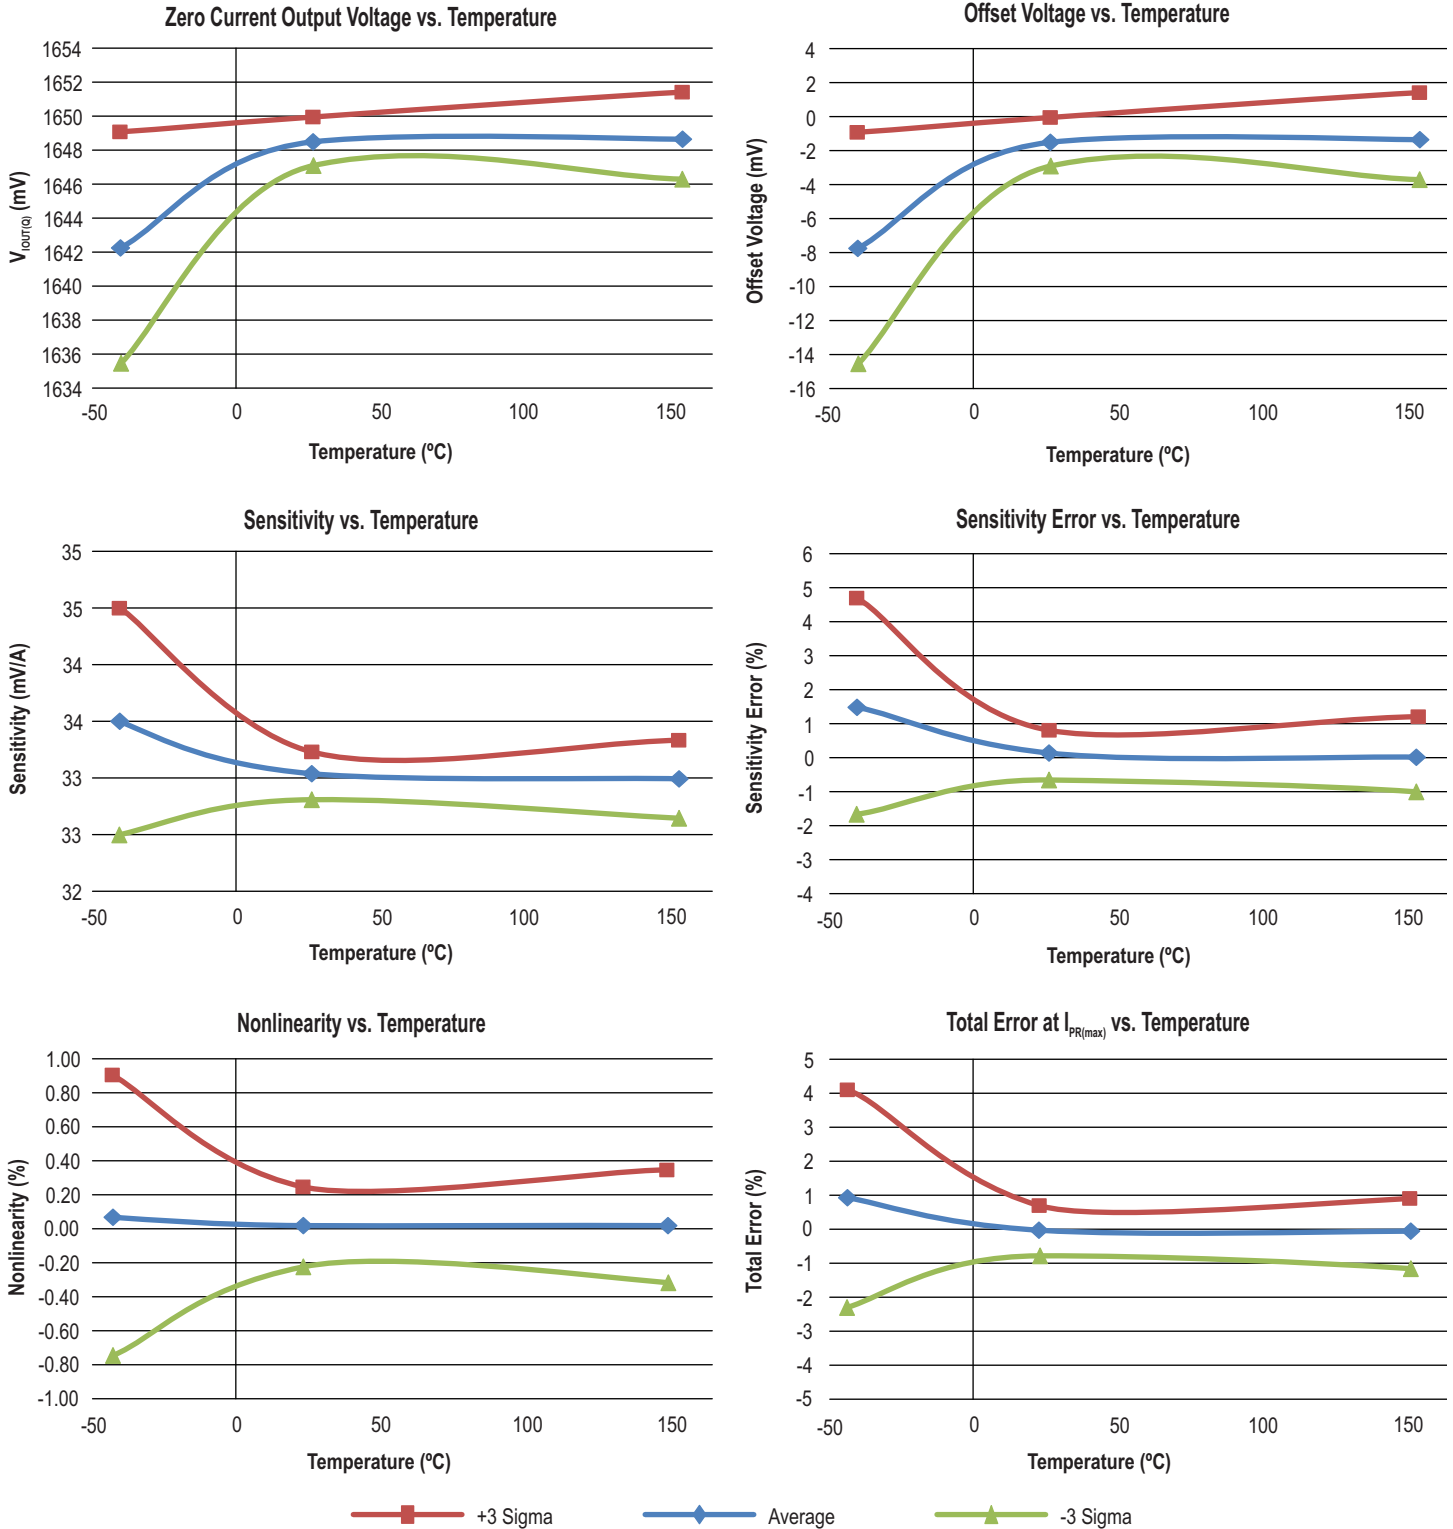 Zero Current Output Voltage vs. Temperature
1654
1652
1650
1648
1646
1644
1642
1640
1638
1636
1634
V_IOUT(Q) (mV)
-50 0 50 100 150
Temperature (ºC)
Offset Voltage vs. Temperature
4
2
0
-2
-4
-6
-8
-10
-12
-14
-16
Offset Voltage (mV)
-50 0 50 100 150
Temperature (ºC)
Sensitivity vs. Temperature
35
35
34
34
33
33
32
Sensitivity (mV/A)
-50 0 50 100 150
Temperature (ºC)
Sensitivity Error vs. Temperature
6
5
4
3
2
1
0
-1
-2
-3
-4
Sensitivity Error (%)
-50 0 50 100 150
Temperature (ºC)
Nonlinearity vs. Temperature
1.00
0.80
0.60
0.40
0.20
0.00
-0.20
-0.40
-0.60
-0.80
-1.00
Nonlinearity (%)
-50 0 50 100 150
Temperature (ºC)
Total Error at I_PR(max) vs. Temperature
5
4
3
2
1
0
-1
-2
-3
-4
-5
Total Error (%)
-50 0 50 100 150
Temperature (ºC)
+3 Sigma Average -3 Sigma